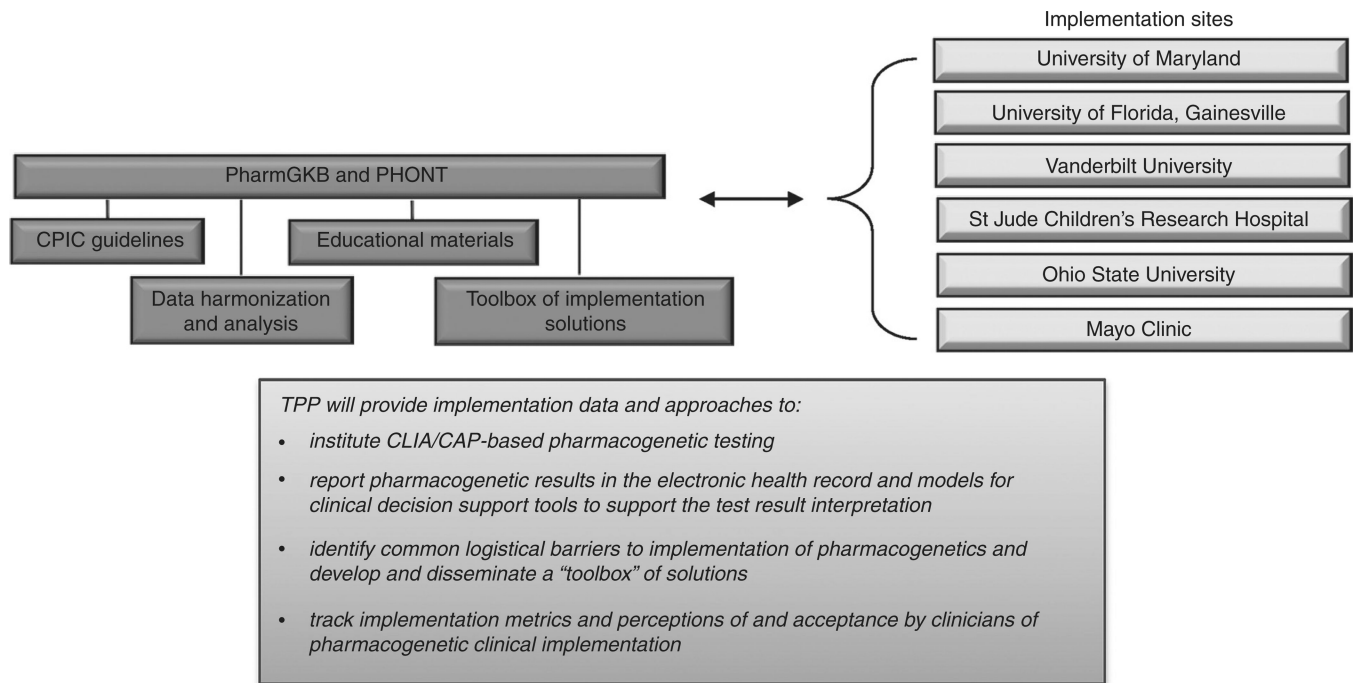 Implementation sites
University of Maryland
University of Florida, Gainesville
Vanderbilt University
St Jude Children's Research Hospital
Ohio State University
Mayo Clinic
PharmGKB and PHONT
CPIC guidelines
Educational materials
Data harmonization
and analysis
Toolbox of implementation
solutions
TPP will provide implementation data and approaches to:
• institute CLIA/CAP-based pharmacogenetic testing
• report pharmacogenetic results in the electronic health record and models for
clinical decision support tools to support the test result interpretation
• identify common logistical barriers to implementation of pharmacogenetics and
develop and disseminate a “toolbox” of solutions
• track implementation metrics and perceptions of and acceptance by clinicians of
pharmacogenetic clinical implementation